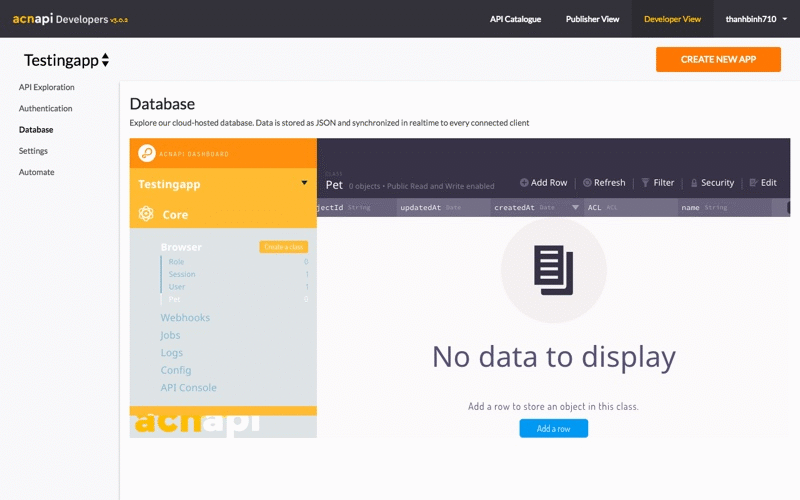 acnapi Developers v3.0.2
API Catalogue Publisher View Developer View thanhbinh710
Testingapp
CREATE NEW APP
API Exploration
Authentication
Database
Settings
Automate
Database
Explore our cloud-hosted database. Data is stored as JSON and synchronized in realtime to every connected client
ACNAPI DASHBOARD
Testingapp
Core
Browser Create a class
Role 0
Session 1
User 1
Pet 0
Webhooks
Jobs
Logs
Config
API Console
acnapi
CLASS
Pet 0 objects • Public Read and Write enabled
Add Row Refresh Filter Security Edit
jectId String updatedAt Date createdAt Date ACL ACL name String
No data to display
Add a row to store an object in this class.
Add a row